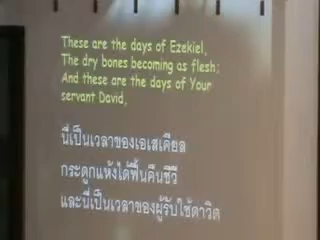 These are the days of Ezekiel,
The dry bones becoming as flesh;
And these are the days of Your
servant David,
นี่เป็นเวลาของเอเสเคียล
กระดูกแห้งได้ฟื้นคืนชีวี
และนี่เป็นเวลาของผู้รับใช้ดาวิด